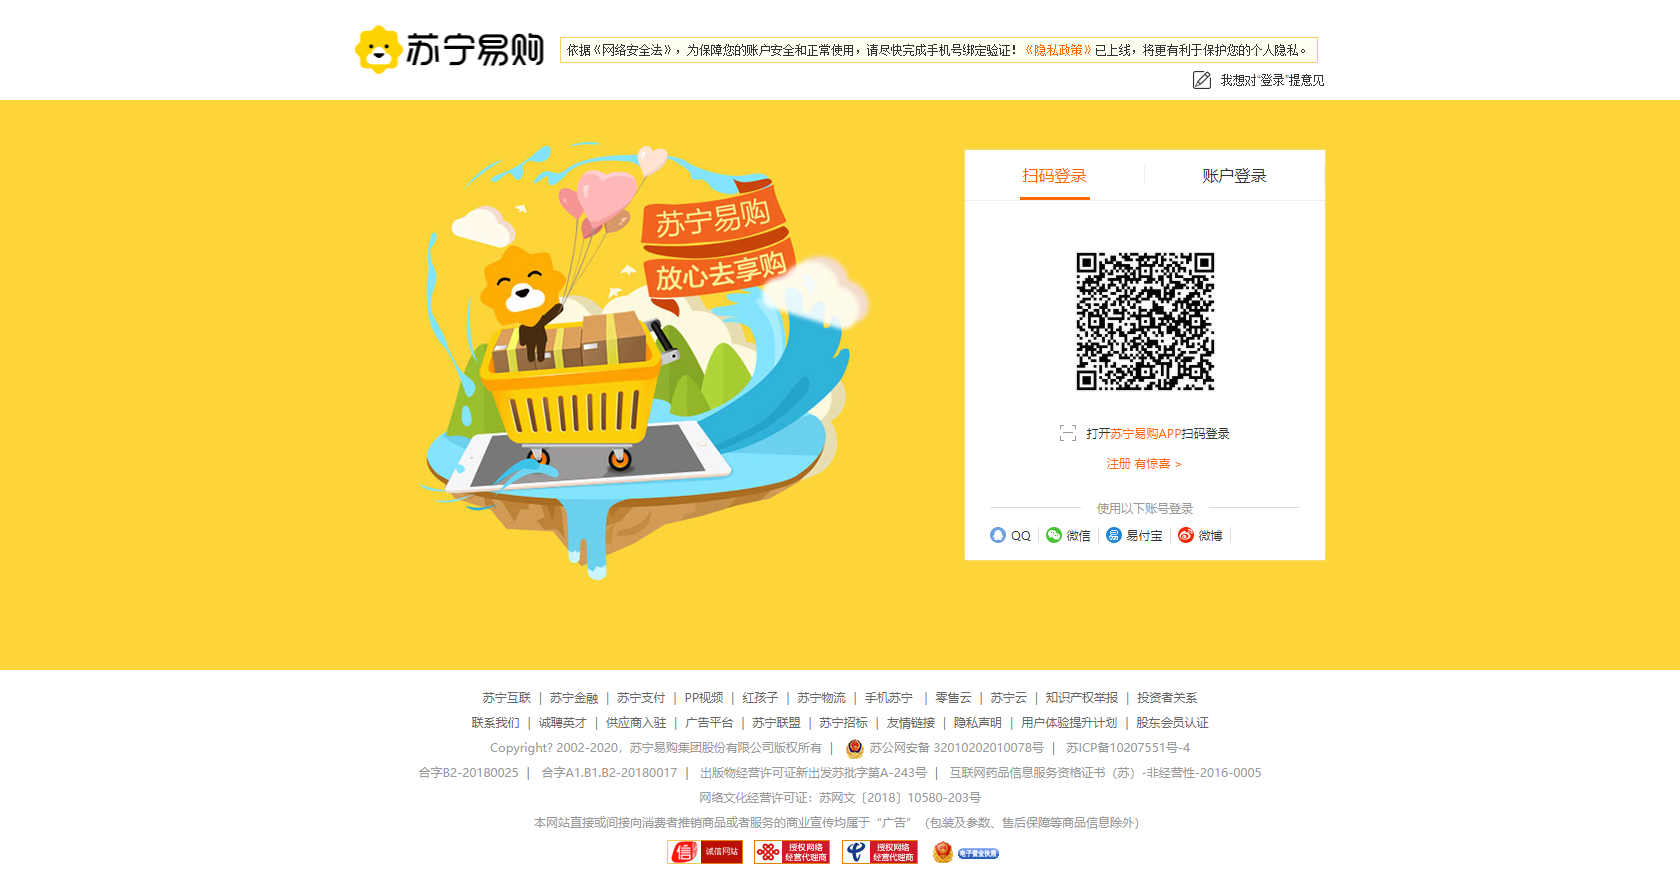 苏宁易购
依据《网络安全法》，为保障您的账户安全和正常使用，请尽快完成手机号绑定验证！《隐私政策》已上线，将更有利于保护您的个人隐私。
我想对“登录”提意见
苏宁易购
放心去享购
扫码登录 账户登录
打开苏宁易购APP扫码登录
注册 有惊喜 >
使用以下账号登录
QQ 微信 易 易付宝 微博
苏宁互联 | 苏宁金融 | 苏宁支付 | PP视频 | 红孩子 | 苏宁物流 | 手机苏宁 | 零售云 | 苏宁云 | 知识产权举报 | 投资者关系
联系我们 | 诚聘英才 | 供应商入驻 | 广告平台 | 苏宁联盟 | 苏宁招标 | 友情链接 | 隐私声明 | 用户体验提升计划 | 股东会员认证
Copyright? 2002-2020，苏宁易购集团股份有限公司版权所有 | 苏公网安备 32010202010078号 | 苏ICP备10207551号-4
合字B2-20180025 | 合字A1.B1.B2-20180017 | 出版物经营许可证新出发苏批字第A-243号 | 互联网药品信息服务资格证书（苏）-非经营性-2016-0005
网络文化经营许可证：苏网文〔2018〕10580-203号
本网站直接或间接向消费者推销商品或者服务的商业宣传均属于“广告”（包装及参数、售后保障等商品信息除外）
信 诚信网站 授权网络 经营代理商 授权网络 经营代理商 电子营业执照